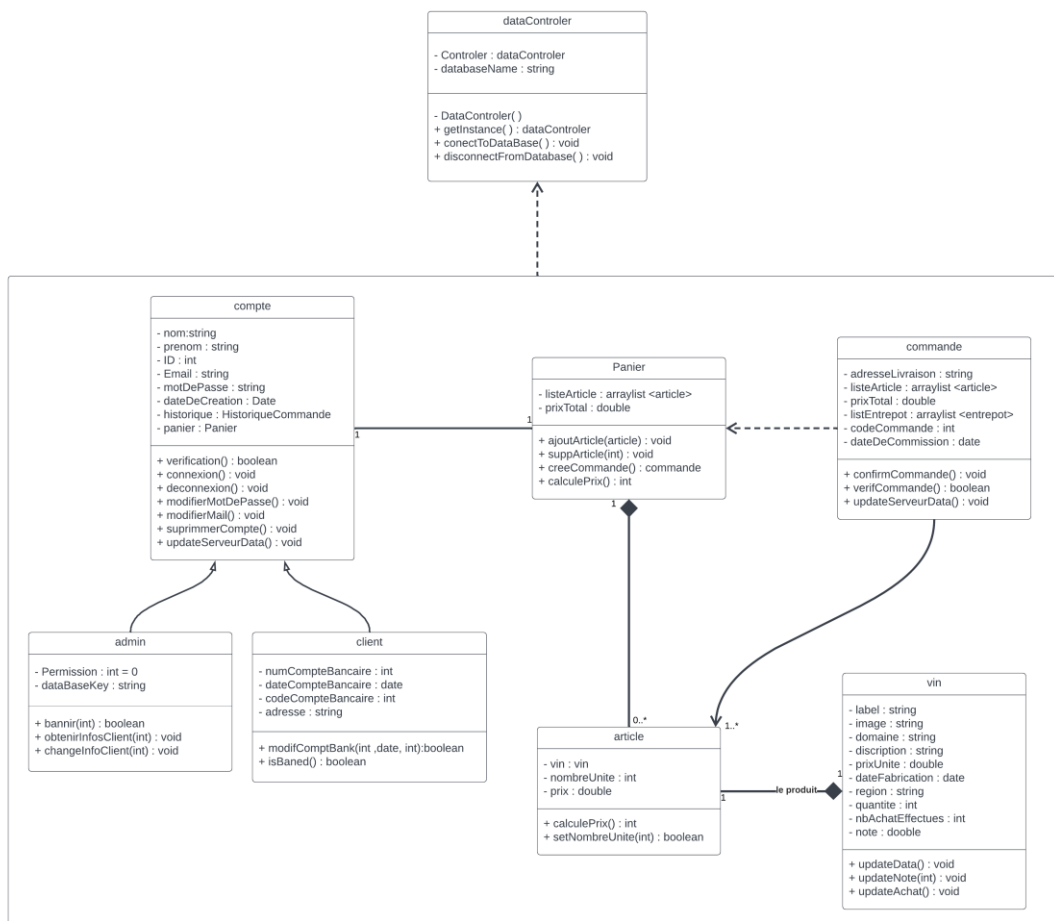 dataControler
- Controler : dataControler
- databaseName : string
- DataControler( )
+ getInstance( ) : dataControler
+ conectToDataBase( ) : void
+ disconnectFromDatabase( ) : void
compte
- nom:string
- prenom : string
- ID : int
- Email : string
- motDePasse : string
- dateDeCreation : Date
- historique : HistoriqueCommande
- panier : Panier
+ verification() : boolean
+ connexion() : void
+ deconnexion() : void
+ modifierMotDePasse() : void
+ modifierMail() : void
+ suprimmerCompte() : void
+ updateServeurData() : void
1
1
Panier
- listeArticle : arraylist <article>
- prixTotal : double
+ ajoutArticle(article) : void
+ suppArticle(int) : void
+ creeCommande() : commande
+ calculePrix() : int
1
commande
- adresseLivraison : string
- listeArticle : arraylist <article>
- prixTotal : double
- listEntrepot : arraylist <entrepot>
- codeCommande : int
- dateDeCommission : date
+ confirmCommande() : void
+ verifCommande() : boolean
+ updateServeurData() : void
admin
- Permission : int = 0
- dataBaseKey : string
+ bannir(int) : boolean
+ obtenirInfosClient(int) : void
+ changeInfoClient(int) : void
client
- numCompteBancaire : int
- dateCompteBancaire : date
- codeCompteBancaire : int
- adresse : string
+ modifComptBank(int ,date, int):boolean
+ isBaned() : boolean
0..*
1..*
article
- vin : vin
- nombreUnite : int
- prix : double
+ calculePrix() : int
+ setNombreUnite(int) : boolean
1
le produit
1
vin
- label : string
- image : string
- domaine : string
- discription : string
- prixUnite : double
- dateFabrication : date
- region : string
- quantite : int
- nbAchatEffectues : int
- note : dooble
+ updateData() : void
+ updateNote(int) : void
+ updateAchat() : void